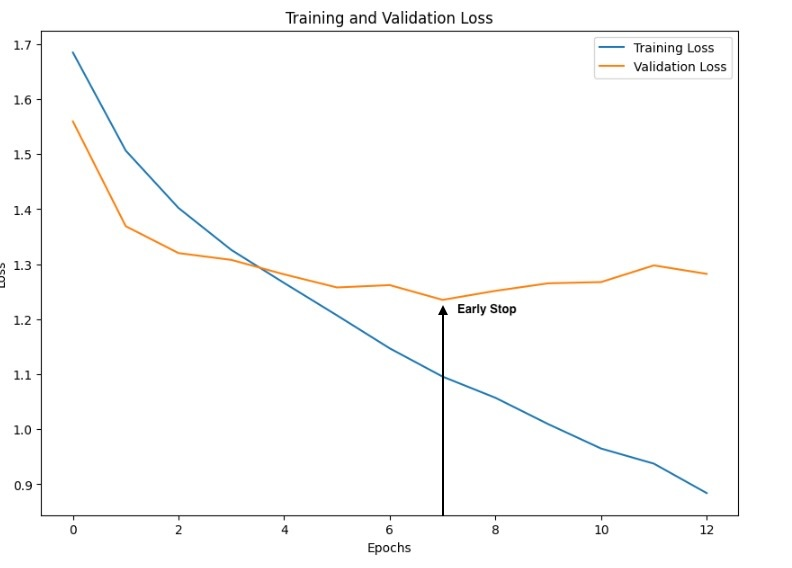 Training and Validation Loss
Training Loss
Validation Loss
1.7
1.6
1.5
1.4
1.3
1.2
1.1
1.0
0.9
Loss
Early Stop
0 2 4 6 8 10 12
Epochs